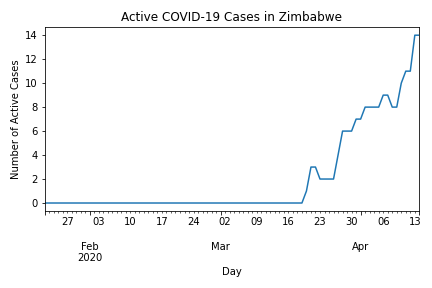 Active COVID-19 Cases in Zimbabwe
14
12
10
8
6
4
2
0
Number of Active Cases
27 03 10 17 24 02 09 16 23 30 06 13
Feb Mar Apr
2020
Day